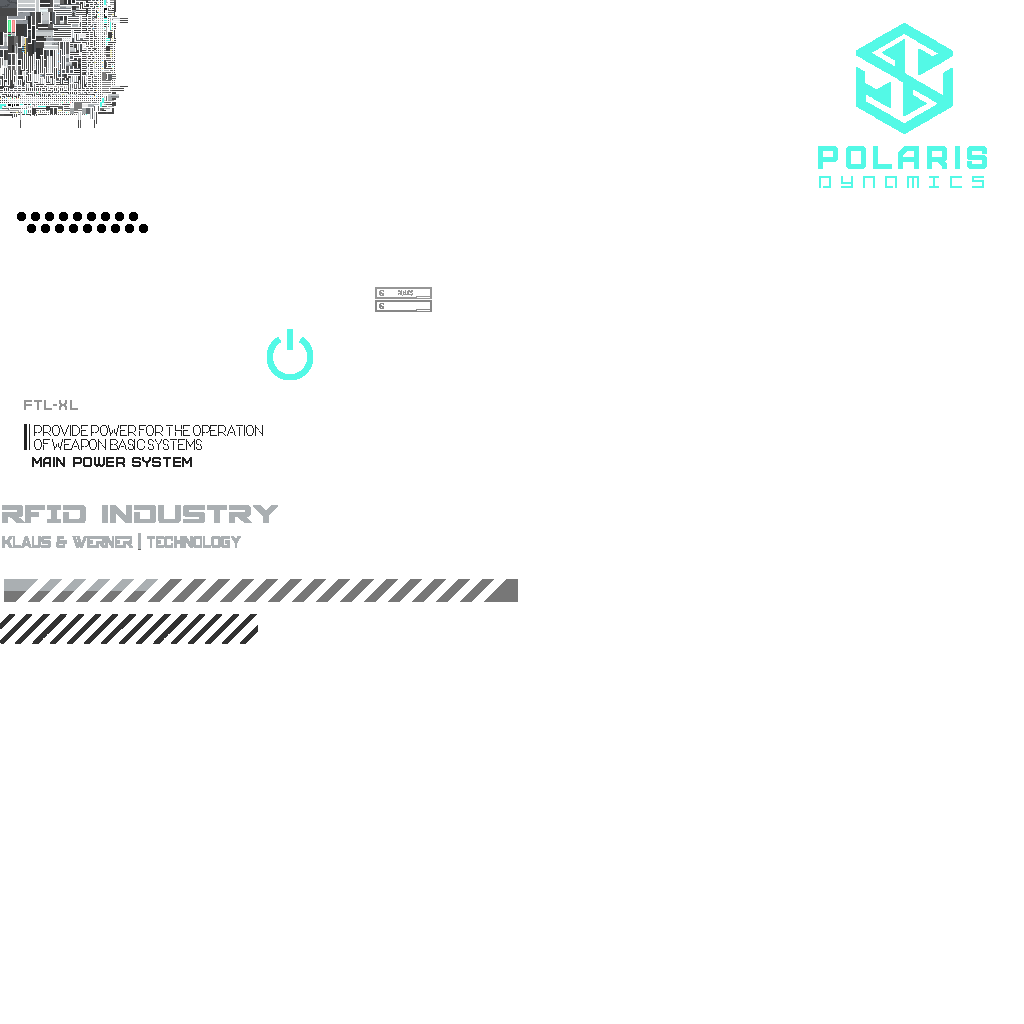 POLARIS
DYNAMICS
FTL-XL
PROVIDE POWER FOR THE OPERATION
OF WEAPON BASIC SYSTEMS
MAIN POWER SYSTEM
RFID INDUSTRY
KLAUS & WERNER | TECHNOLOGY